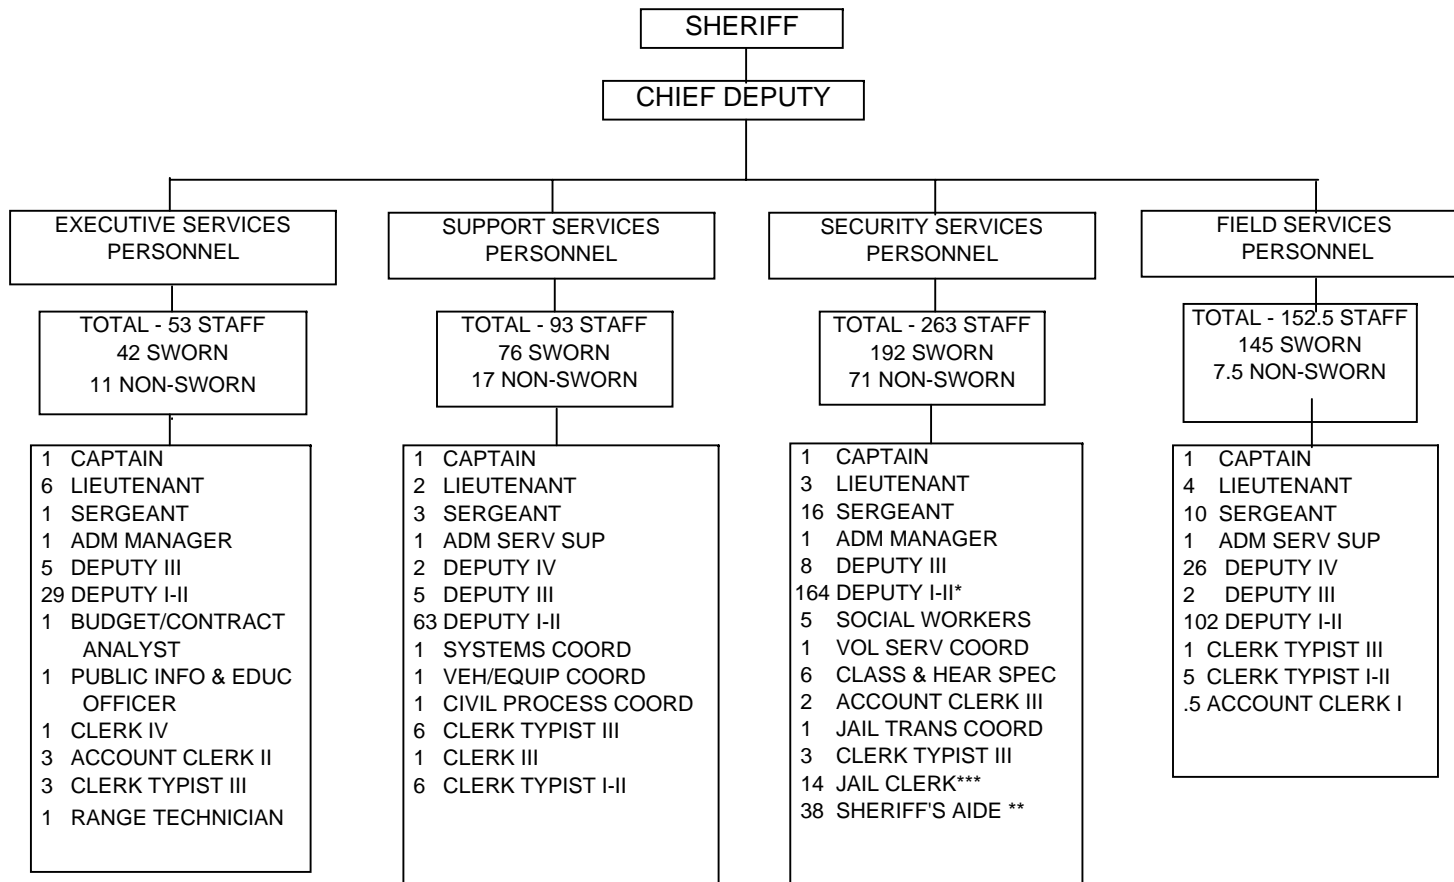 SHERIFF
CHIEF DEPUTY
EXECUTIVE SERVICES
PERSONNEL
TOTAL - 53 STAFF
42 SWORN
11 NON-SWORN
1 CAPTAIN
6 LIEUTENANT
1 SERGEANT
1 ADM MANAGER
5 DEPUTY III
29 DEPUTY I-II
1 BUDGET/CONTRACT
ANALYST
1 PUBLIC INFO & EDUC
OFFICER
1 CLERK IV
3 ACCOUNT CLERK II
3 CLERK TYPIST III
1 RANGE TECHNICIAN
SUPPORT SERVICES
PERSONNEL
TOTAL - 93 STAFF
76 SWORN
17 NON-SWORN
1 CAPTAIN
2 LIEUTENANT
3 SERGEANT
1 ADM SERV SUP
2 DEPUTY IV
5 DEPUTY III
63 DEPUTY I-II
1 SYSTEMS COORD
1 VEH/EQUIP COORD
1 CIVIL PROCESS COORD
6 CLERK TYPIST III
1 CLERK III
6 CLERK TYPIST I-II
SECURITY SERVICES
PERSONNEL
TOTAL - 263 STAFF
192 SWORN
71 NON-SWORN
1 CAPTAIN
3 LIEUTENANT
16 SERGEANT
1 ADM MANAGER
8 DEPUTY III
164 DEPUTY I-II*
5 SOCIAL WORKERS
1 VOL SERV COORD
6 CLASS & HEAR SPEC
2 ACCOUNT CLERK III
1 JAIL TRANS COORD
3 CLERK TYPIST III
14 JAIL CLERK***
38 SHERIFF'S AIDE **
FIELD SERVICES
PERSONNEL
TOTAL - 152.5 STAFF
145 SWORN
7.5 NON-SWORN
1 CAPTAIN
4 LIEUTENANT
10 SERGEANT
1 ADM SERV SUP
26 DEPUTY IV
2 DEPUTY III
102 DEPUTY I-II
1 CLERK TYPIST III
5 CLERK TYPIST I-II
.5 ACCOUNT CLERK I